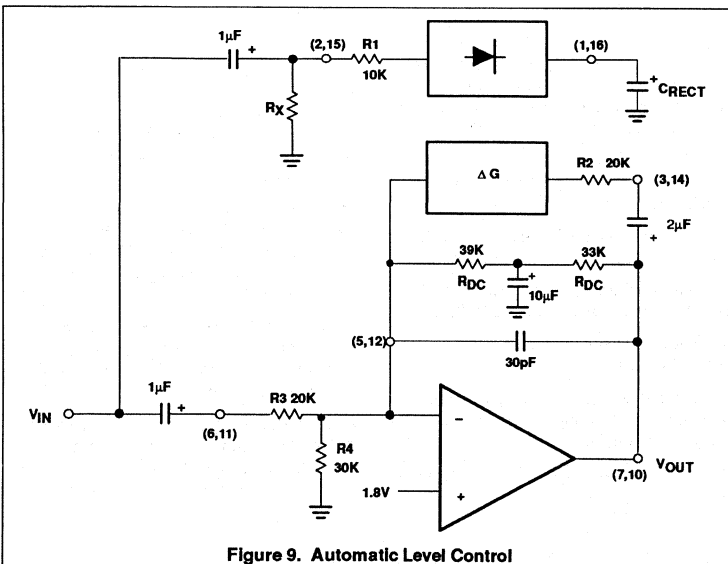 1μF
+
(2,15)
R1
10K
(1,16)
+
CRECT
RX
ΔG
R2 20K
(3,14)
2μF
+
39K
33K
RDC
+
10μF
RDC
(5,12)
30pF
1μF
+
R3 20K
VIN
(6,11)
R4
30K
−
1.8V
+
(7,10)
VOUT
Figure 9. Automatic Level Control